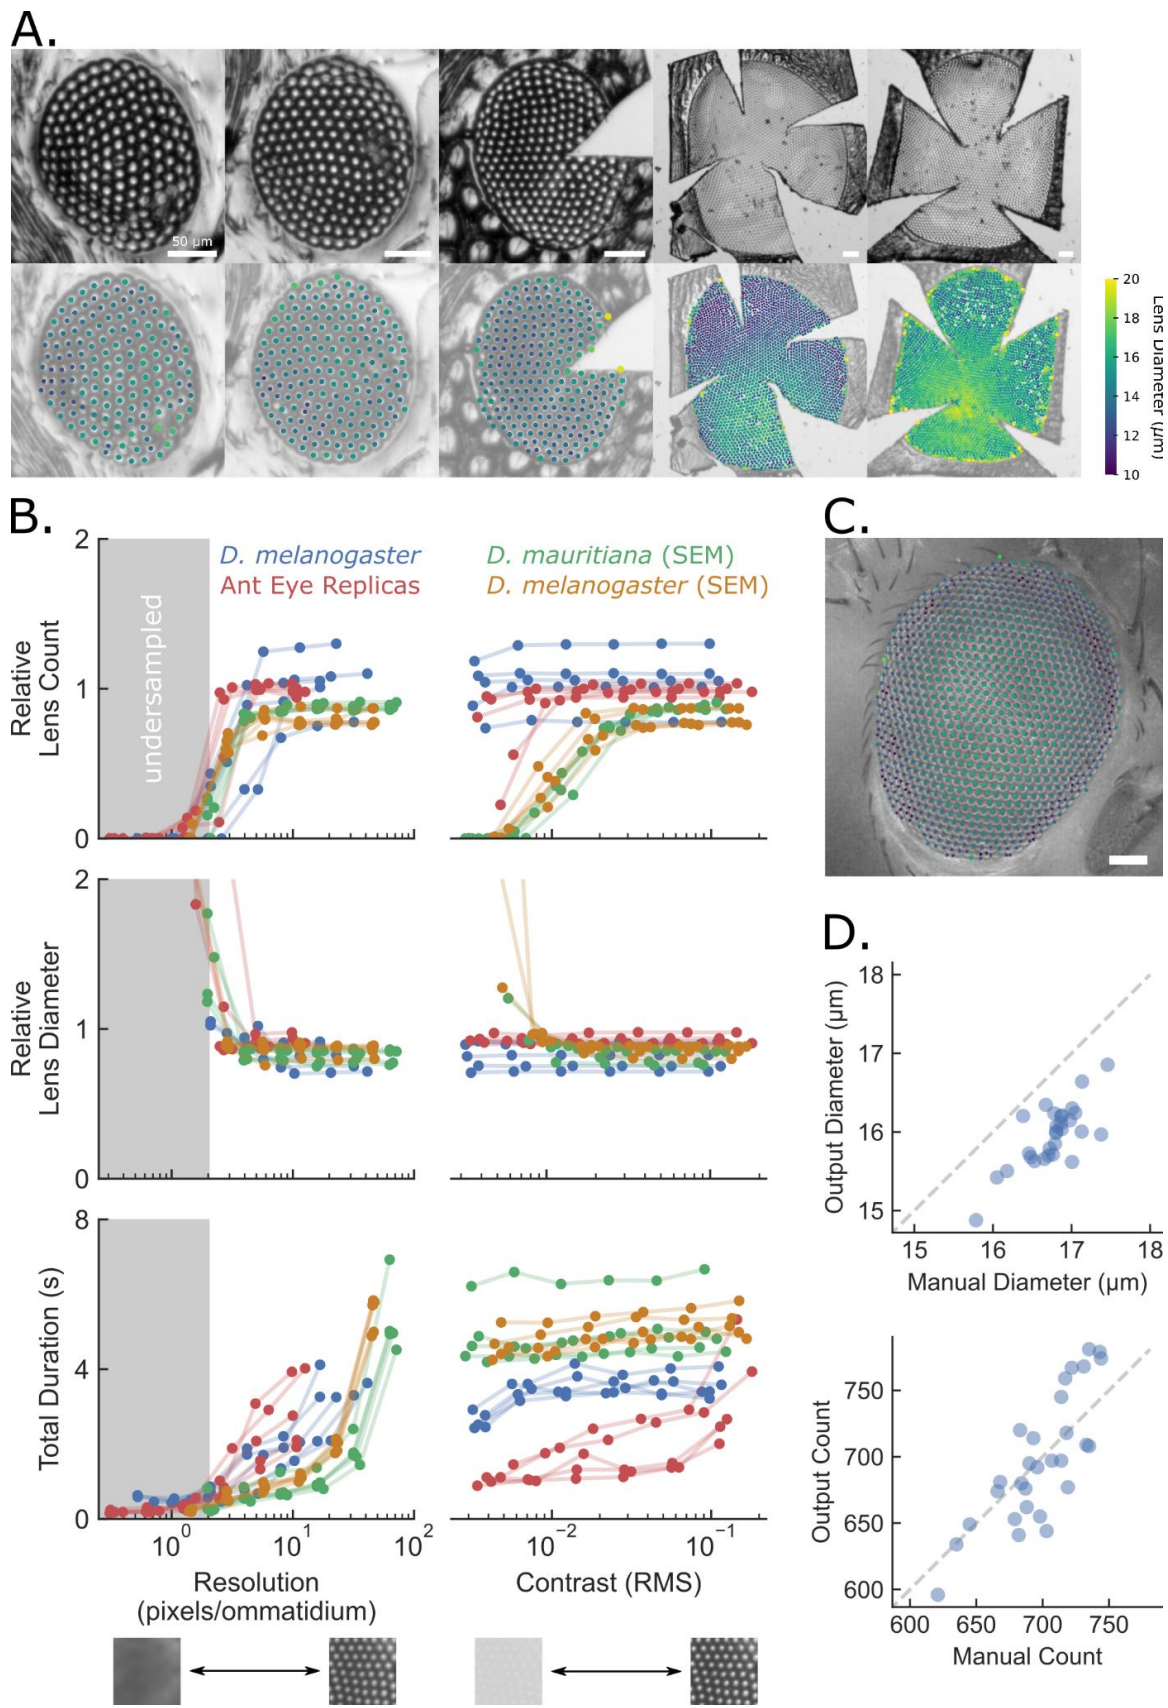 A.
50 µm
20
18
16
14
12
10
Lens Diameter (µm)
B.
2
1
0
Relative
Lens Count
undersampled
D. melanogaster
Ant Eye Replicas
D. mauritiana (SEM)
D. melanogaster (SEM)
2
1
0
Relative
Lens Diameter
8
4
0
Total Duration (s)
10⁰
10¹
10²
Resolution
(pixels/ommatidium)
10⁻²
10⁻¹
Contrast (RMS)
C.
D.
18
17
16
15
Output Diameter (µm)
15
16
17
18
Manual Diameter (µm)
750
700
650
600
Output Count
600
650
700
750
Manual Count